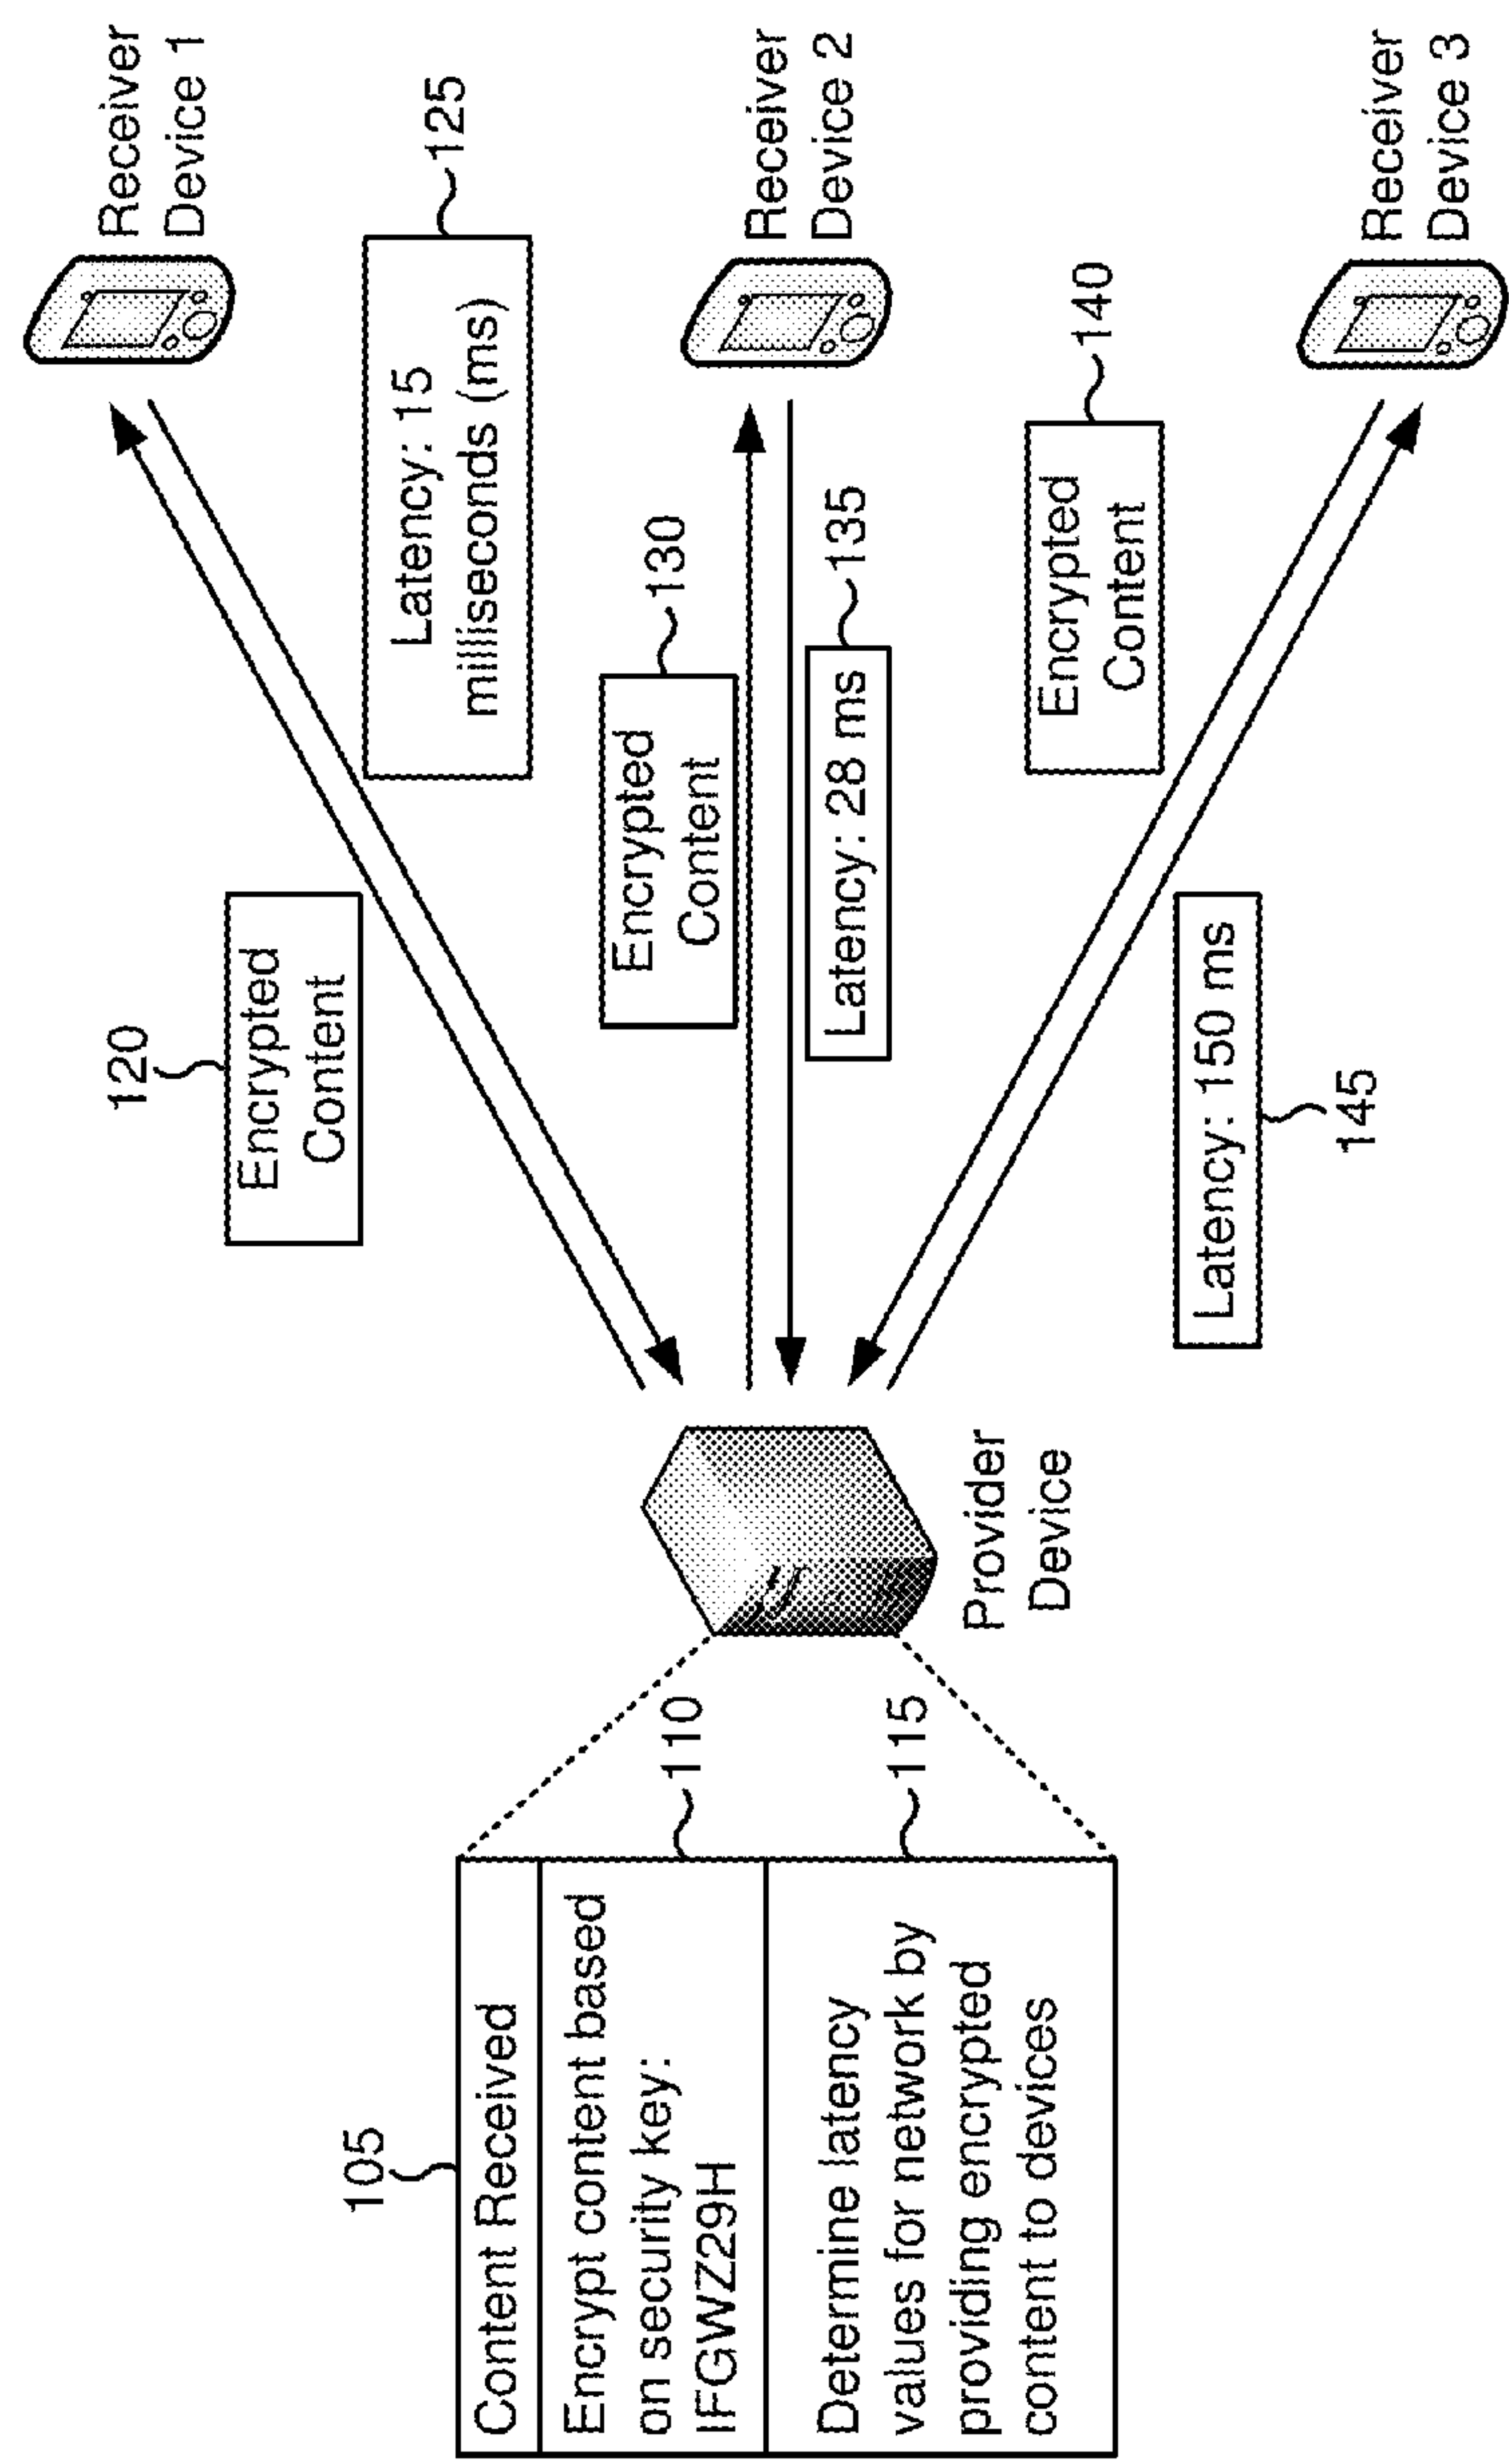 105
Content Received
Encrypt content based
on security key:
IFGWZ29H
110
Determine latency
values for network by
providing encrypted
content to devices
115
Provider
Device
120
Encrypted
Content
Latency: 15
milliseconds (ms)
125
Receiver
Device 1
Encrypted
Content
130
Latency: 28 ms
135
Receiver
Device 2
Encrypted
Content
140
Latency: 150 ms
145
Receiver
Device 3